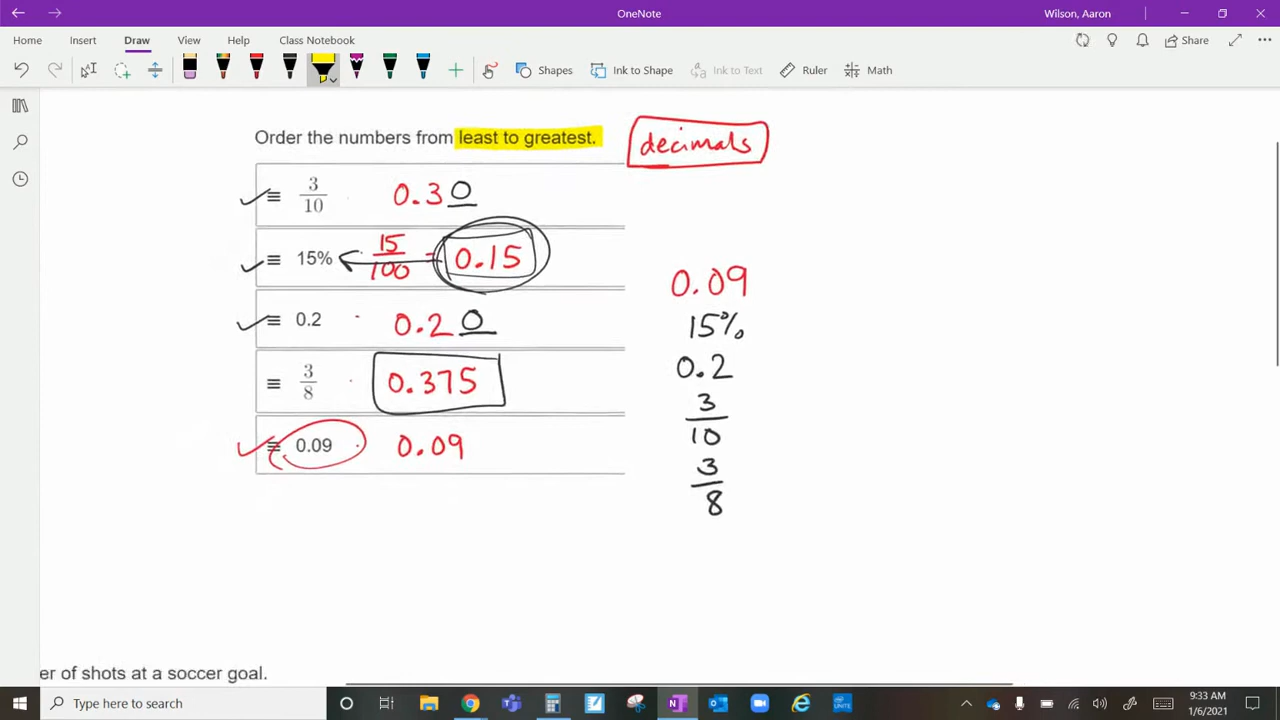 OneNote
Wilson, Aaron
Home Insert Draw View Help Class Notebook
Share
Shapes Ink to Shape Ink to Text Ruler Math
Order the numbers from least to greatest.
decimals
3/10 0.30
15% 15/100 = 0.15
0.2 0.20
3/8 0.375
0.09 0.09
0.09
15%
0.2
3/10
3/8
er of shots at a soccer goal.
Type here to search
9:33 AM
1/6/2021